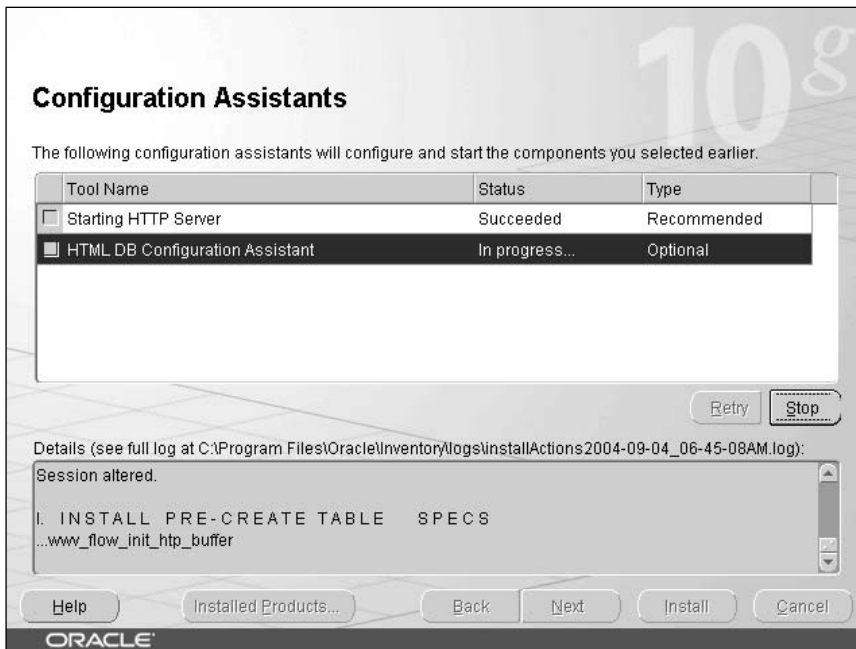 10g
Configuration Assistants
The following configuration assistants will configure and start the components you selected earlier.
Tool Name Status Type
Starting HTTP Server Succeeded Recommended
HTML DB Configuration Assistant In progress... Optional
Retry Stop
Details (see full log at C:\Program Files\Oracle\Inventory\logs\installActions2004-09-04_06-45-08AM.log):
Session altered.
I. INSTALL PRE-CREATE TABLE SPECS
...wwv_flow_init_htp_buffer
Help Installed Products... Back Next Install Cancel
ORACLE